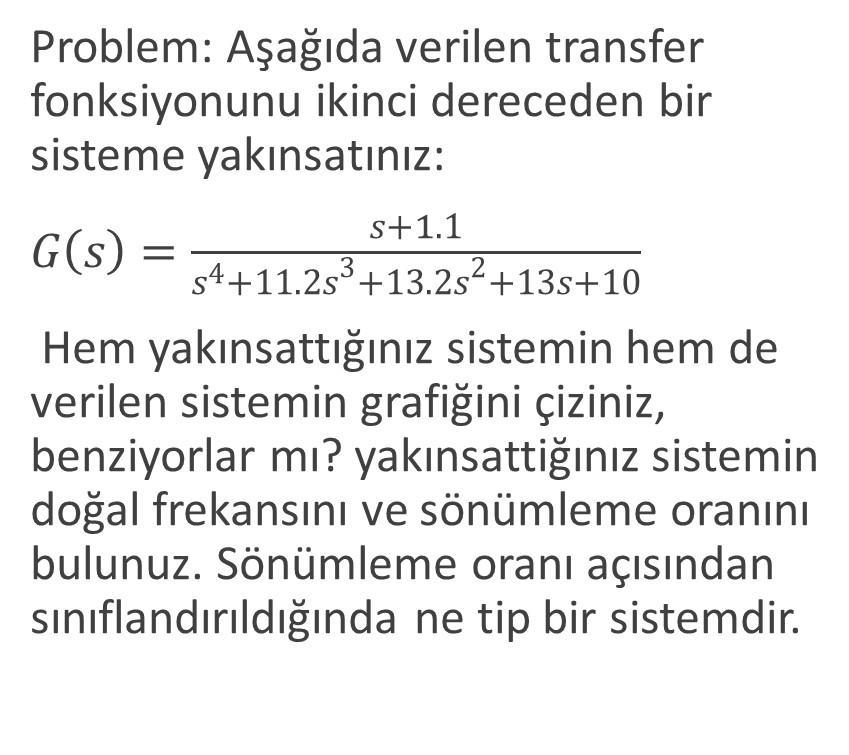 Problem: Aşağıda verilen transfer
fonksiyonunu ikinci dereceden bir
sisteme yakınsatınız:
G(s) = \frac{s+1.1}{s^4+11.2s^3+13.2s^2+13s+10}
Hem yakınsattığınız sistemin hem de
verilen sistemin grafiğini çiziniz,
benziyorlar mı? yakınsattiğınız sistemin
doğal frekansını ve sönümleme oranını
bulunuz. Sönümleme oranı açısından
sınıflandırıldığında ne tip bir sistemdir.